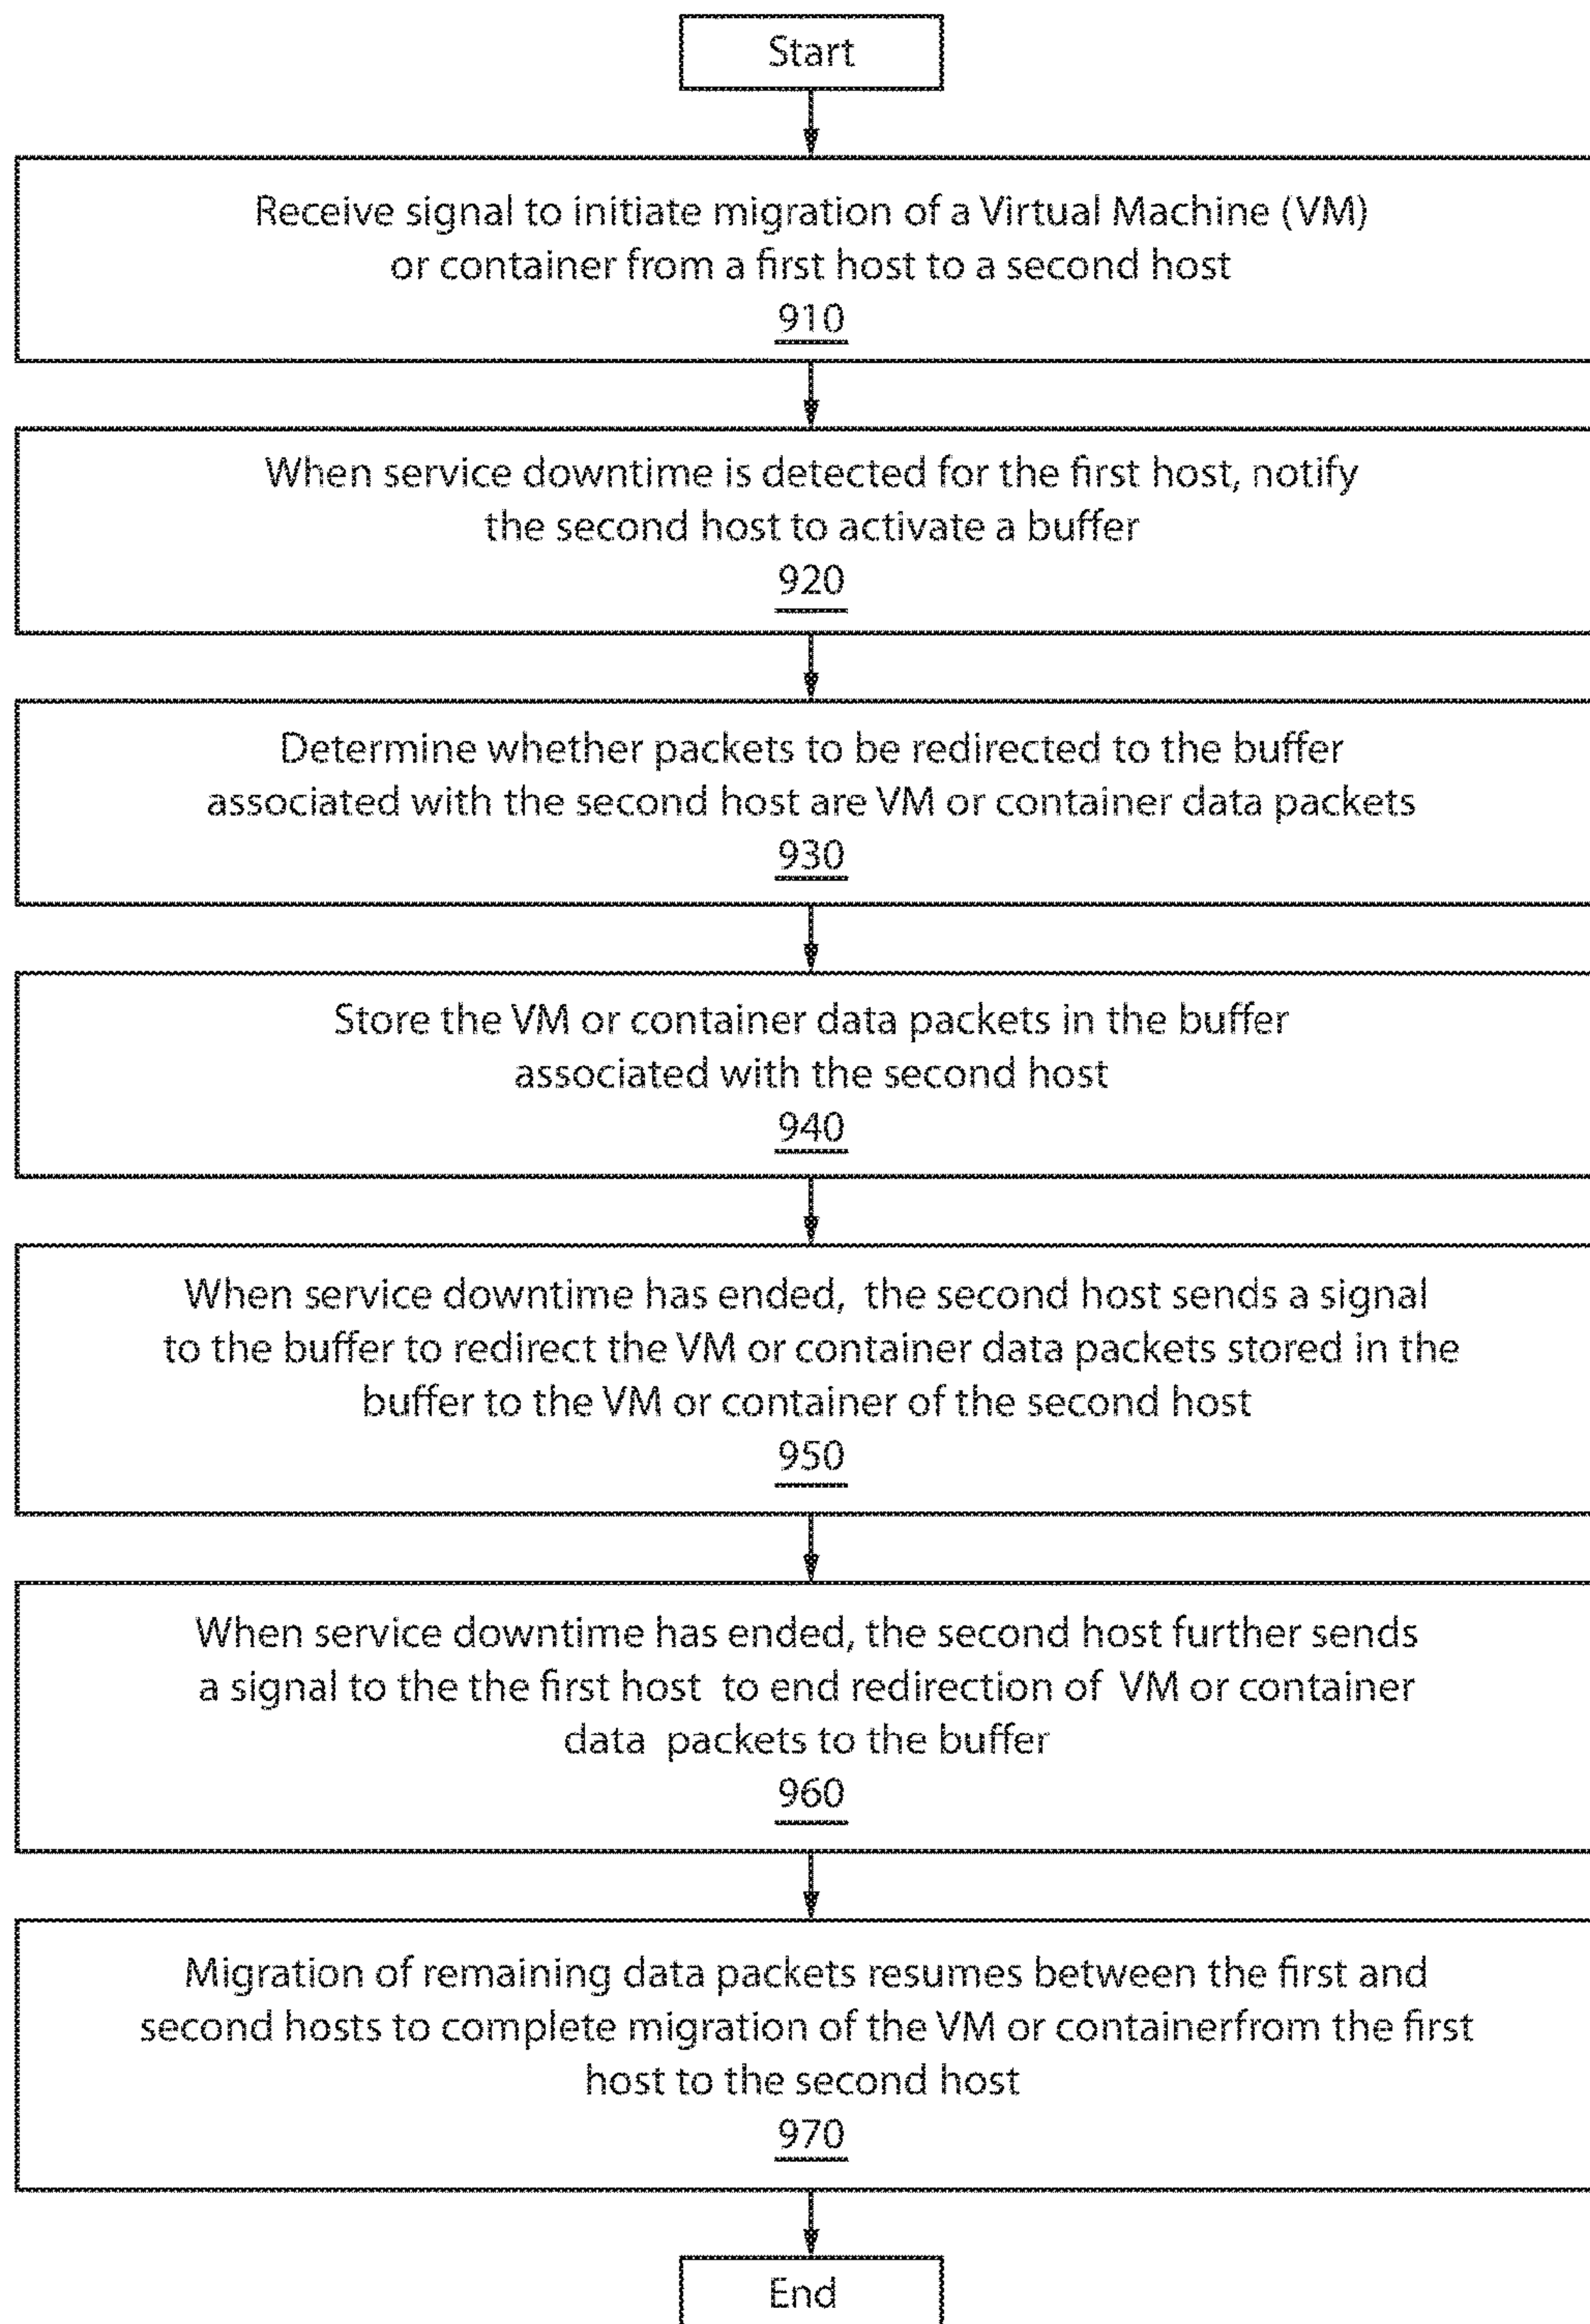 Start
Receive signal to initiate migration of a Virtual Machine (VM)
or container from a first host to a second host
910
When service downtime is detected for the first host, notify
the second host to activate a buffer
920
Determine whether packets to be redirected to the buffer
associated with the second host are VM or container data packets
930
Store the VM or container data packets in the buffer
associated with the second host
940
When service downtime has ended, the second host sends a signal
to the buffer to redirect the VM or container data packets stored in the
buffer to the VM or container of the second host
950
When service downtime has ended, the second host further sends
a signal to the the first host to end redirection of VM or container
data packets to the buffer
960
Migration of remaining data packets resumes between the first and
second hosts to complete migration of the VM or containerfrom the first
host to the second host
970
End